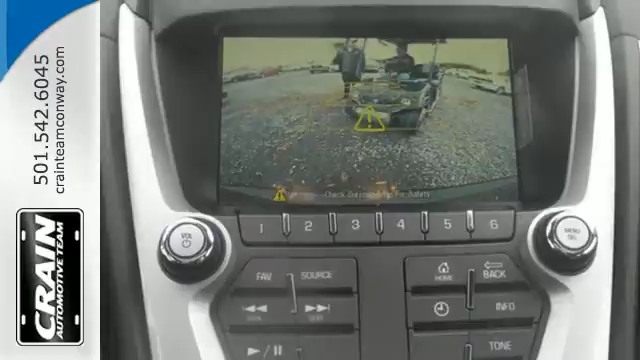 501.542.6045
crainteamconway.com
CRAIN
AUTOMOTIVE TEAM
Check Surroundings For Safety
1 2 3 4 5 6
VOL
MENU
SEL
FAV SOURCE
HOME BACK
INFO
TONE